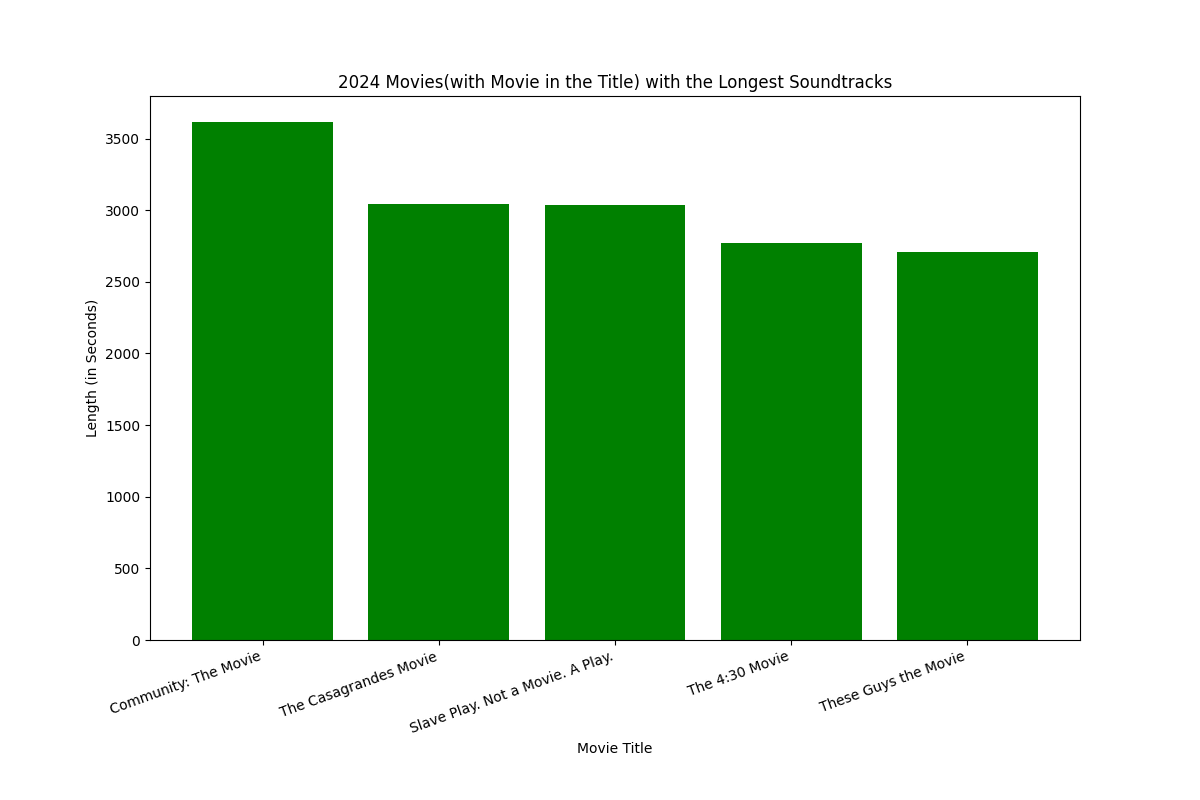 2024 Movies(with Movie in the Title) with the Longest Soundtracks
3500
3000
2500
2000
1500
1000
500
0
Length (in Seconds)
Community: The Movie
The Casagrandes Movie
Slave Play. Not a Movie. A Play.
The 4:30 Movie
These Guys the Movie
Movie Title